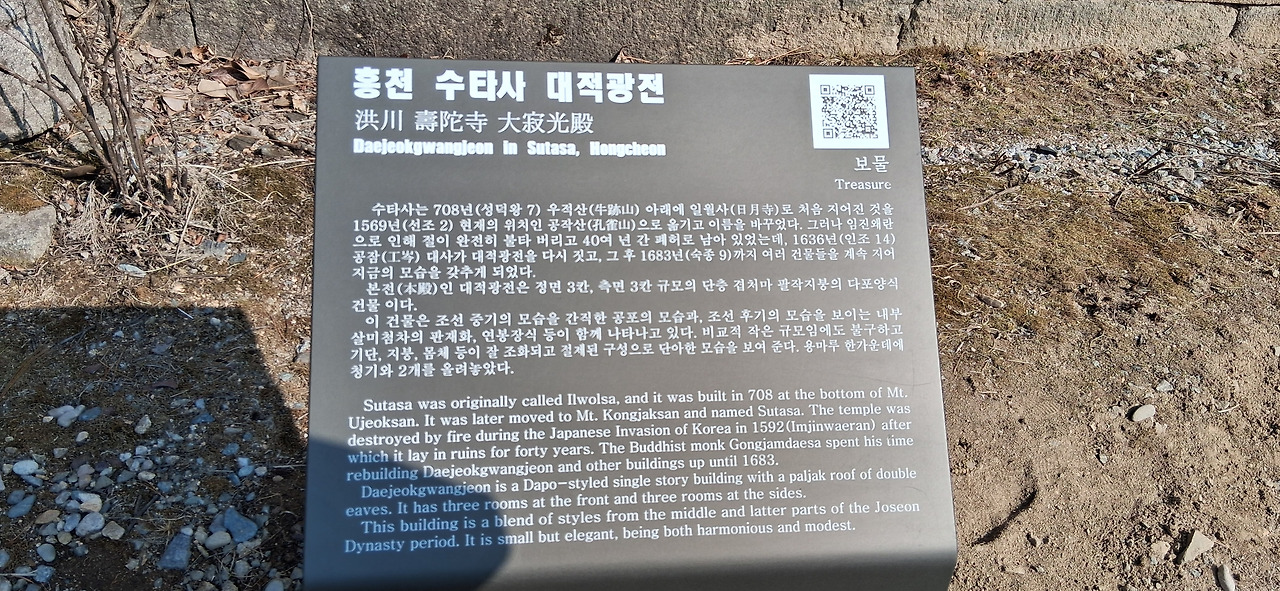 홍천 수타사 대적광전
洪川 壽陀寺 大寂光殿
Daejeokgwangjeon in Sutasa, Hongcheon
보물
Treasure
수타사는 708년(성덕왕 7) 우적산(牛跡山) 아래에 일월사(日月寺)로 처음 지어진 것을
1569년(선조 2) 현재의 위치인 공작산(孔雀山)으로 옮기고 이름을 바꾸었다. 그러나 임진왜란
으로 인해 절이 완전히 불타 버리고 40여 년 간 폐허로 남아 있었는데, 1636년(인조 14)
공잠(工岑) 대사가 대적광전을 다시 짓고, 그 후 1683년(숙종 9)까지 여러 건물들을 계속 지어
지금의 모습을 갖추게 되었다.
본전(本殿)인 대적광전은 정면 3칸, 측면 3칸 규모의 단층 겹처마 팔작지붕의 다포양식
건물 이다.
이 건물은 조선 중기의 모습을 간직한 공포의 모습과, 조선 후기의 모습을 보이는 내부
살미첨차의 판재화, 연봉장식 등이 함께 나타나고 있다. 비교적 작은 규모임에도 불구하고
기단, 지붕, 몸체 등이 잘 조화되고 절제된 구성으로 단아한 모습을 보여 준다. 용마루 한가운데에
청기와 2개를 올려놓았다.
Sutasa was originally called Ilwolsa, and it was built in 708 at the bottom of Mt.
Ujeoksan. It was later moved to Mt. Kongjaksan and named Sutasa. The temple was
destroyed by fire during the Japanese Invasion of Korea in 1592(Imjinwaeran) after
which it lay in ruins for forty years. The Buddhist monk Gongjamdaesa spent his time
rebuilding Daejeokgwangjeon and other buildings up until 1683.
Daejeokgwangjeon is a Dapo-styled single story building with a paljak roof of double
eaves. It has three rooms at the front and three rooms at the sides.
This building is a blend of styles from the middle and latter parts of the Joseon
Dynasty period. It is small but elegant, being both harmonious and modest.